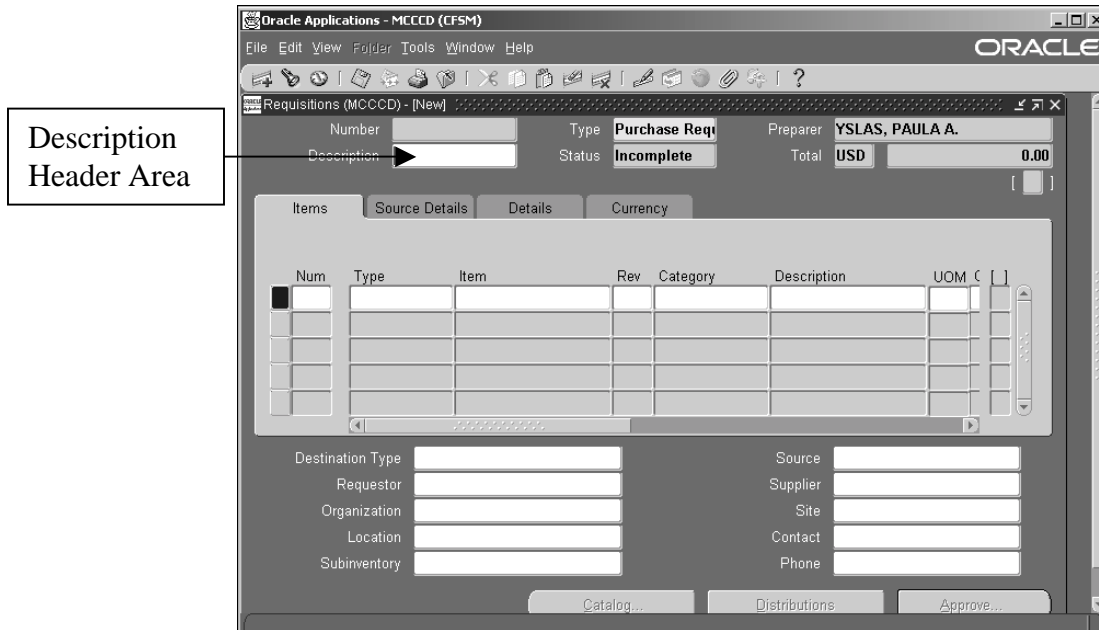 Oracle Applications - MCCCD (CFSM)
File Edit View Folder Tools Window Help
ORACLE
Requisitions (MCCCD) - [New]
Number
Type Purchase Requ
Preparer YSLAS, PAULA A.
Description
Header Area
Description
Status Incomplete
Total USD 0.00
[ ]
Items Source Details Details Currency
Num Type Item Rev Category Description UOM [ ]
Destination Type
Source
Requestor
Supplier
Organization
Site
Location
Contact
Subinventory
Phone
Catalog... Distributions Approve...